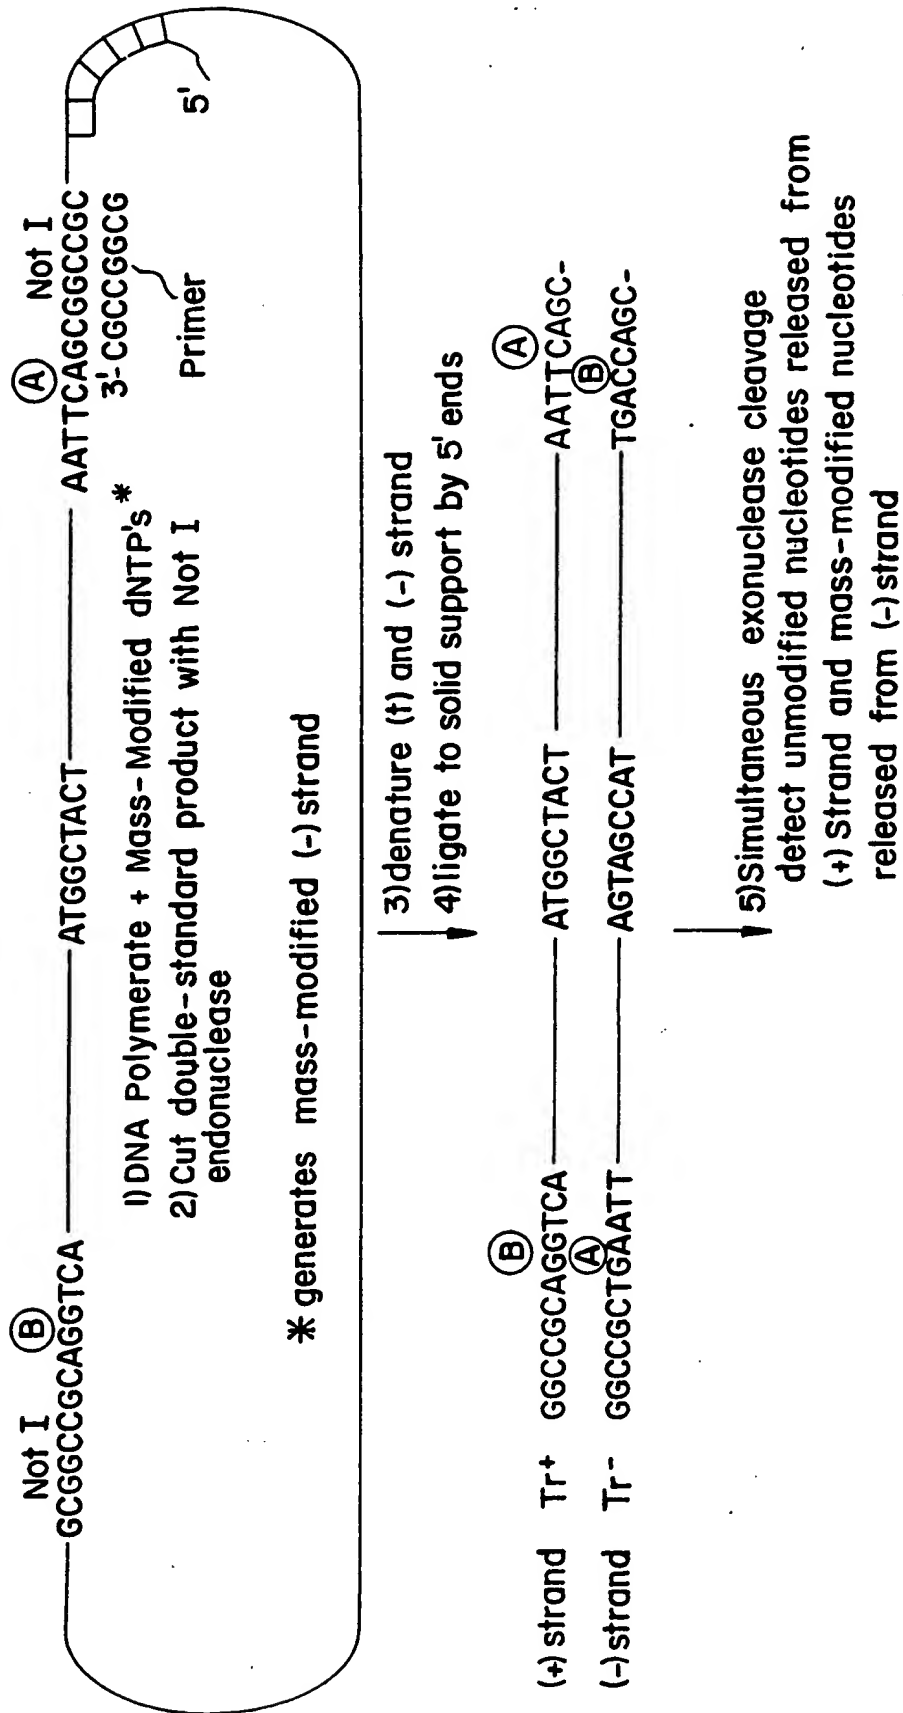 Not I Ⓑ
GCGGCCGCAGGTCA
ATGGCTACT
Ⓐ Not I
AATTCAGCGGCCGC
3'-CGCCGGCG
Primer
5'
1)DNA Polymerate + Mass-Modified dNTP's *
2)Cut double-standard product with Not I
endonuclease
* generates mass-modified (-) strand
3)denature (t) and (-) strand
4)ligate to solid support by 5' ends
Ⓑ Ⓐ
(+) strand Tr+ GGCCGCAGGTCA ATGGCTACT AATTCAGC-
Ⓐ Ⓑ
(-) strand Tr- GGCCGCTGAATT AGTAGCCAT TGACCAGC-
5)Simultaneous exonuclease cleavage
detect unmodified nucleotides released from
(+) strand and mass-modified nucleotides
released from (-) strand